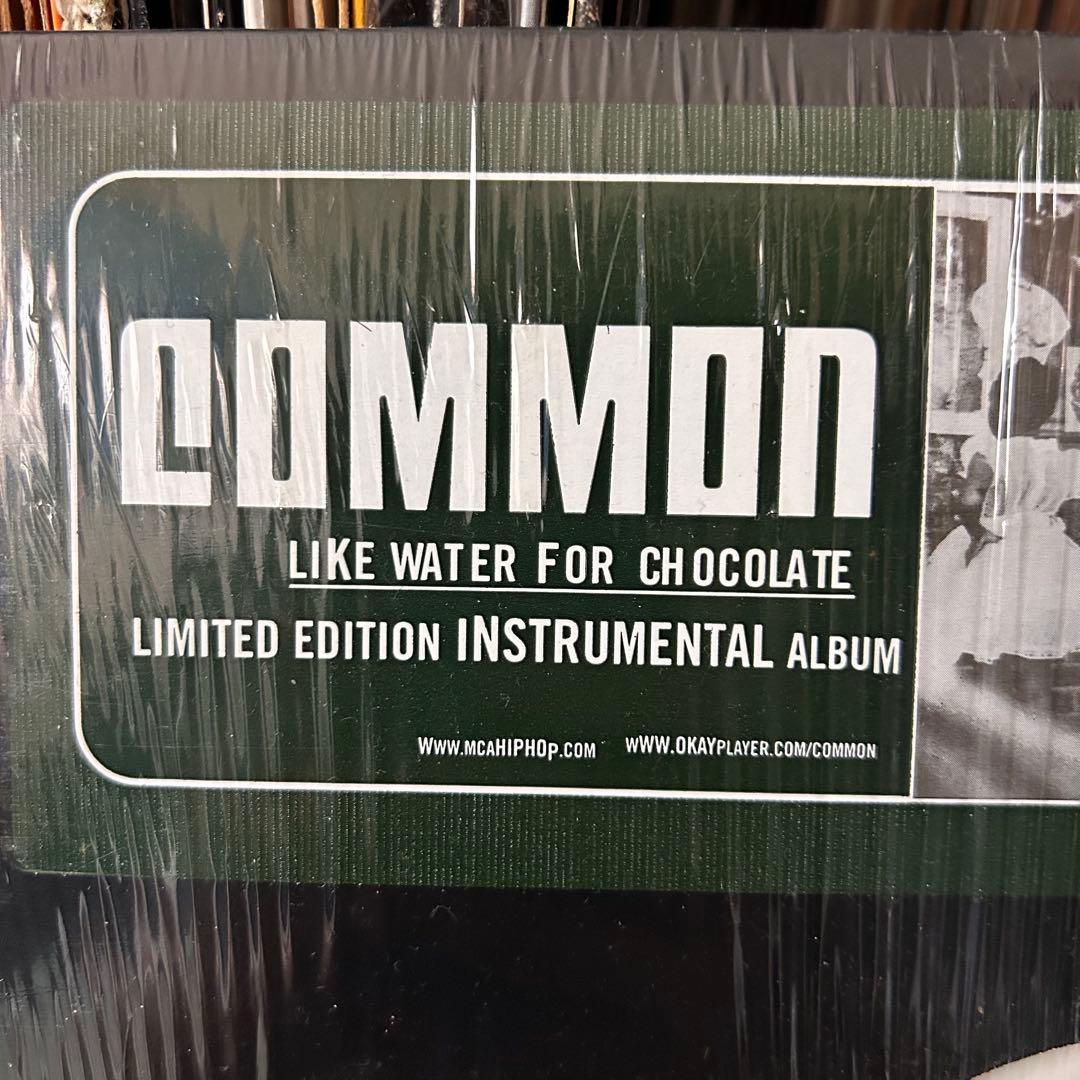 COMMON
LIKE WATER FOR CHOCOLATE
LIMITED EDITION INSTRUMENTAL ALBUM
WWW.MCAHIPHOP.COM WWW.OKAYPLAYER.COM/COMMON